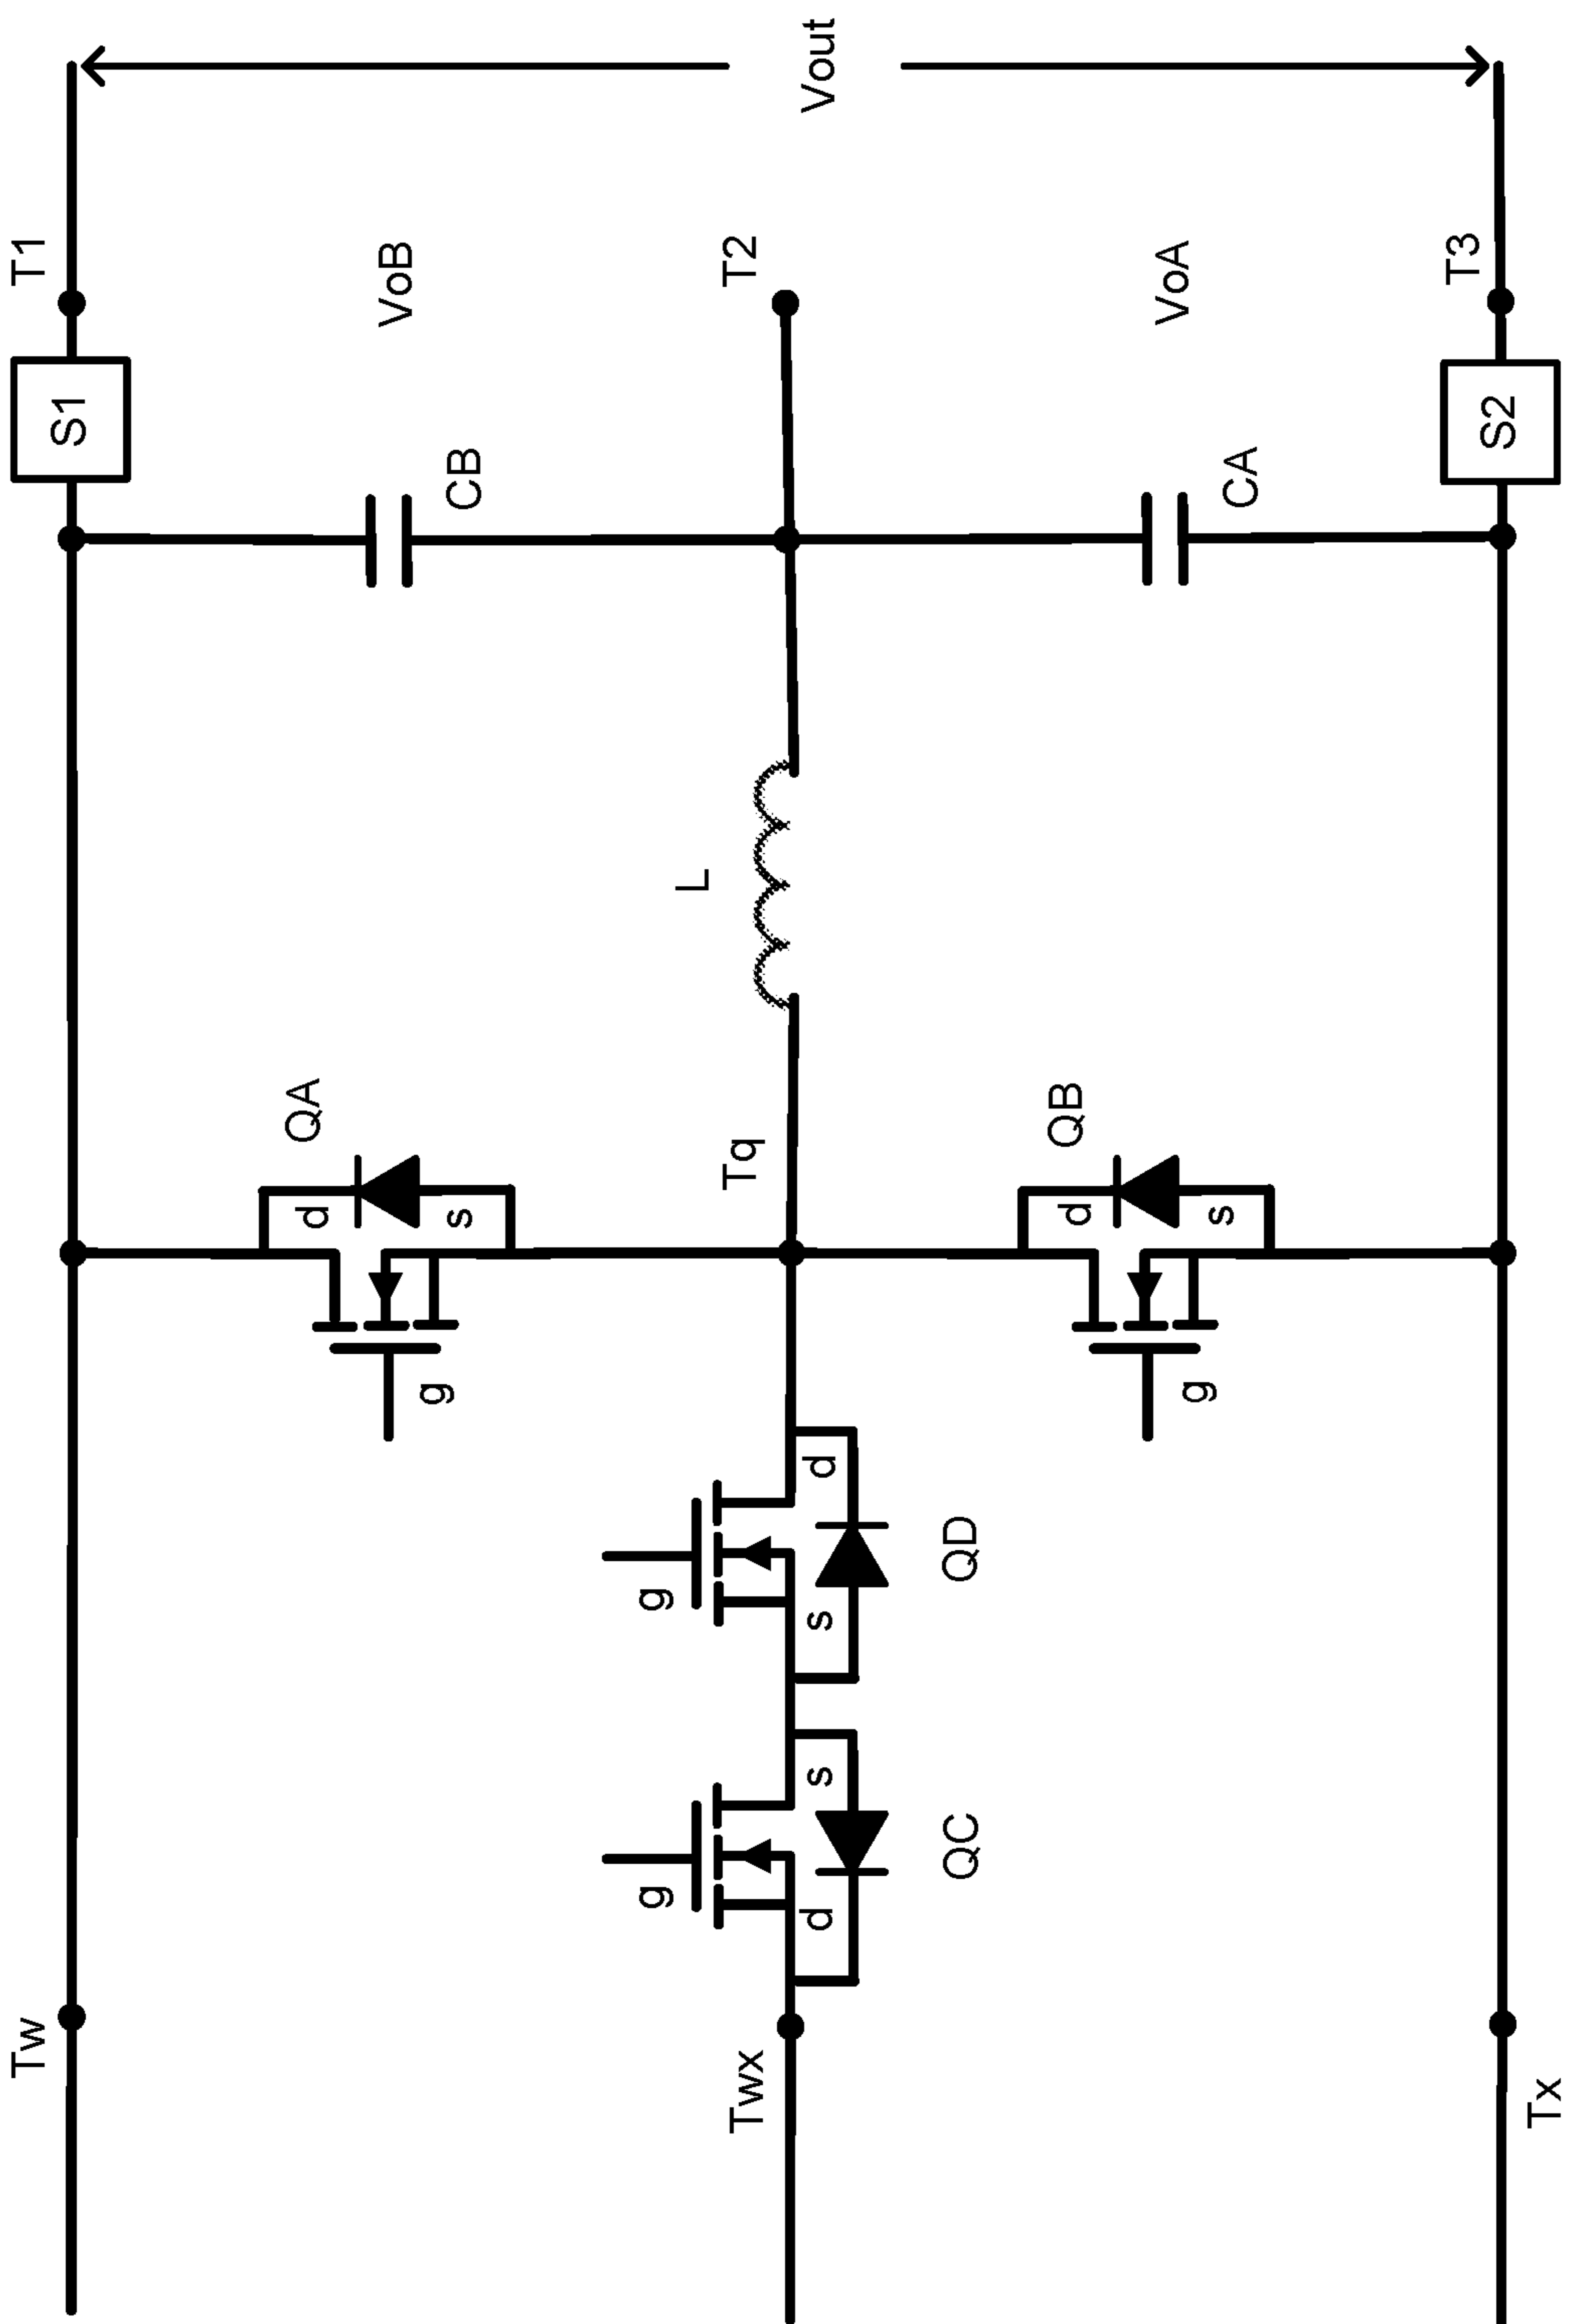 T1
Vout
T3
T2
VoB
VoA
S1
S2
CB
CA
L
QA
QB
Tq
d
s
d
s
g
g
d
g
s
QD
s
g
d
QC
Tw
Twx
Tx